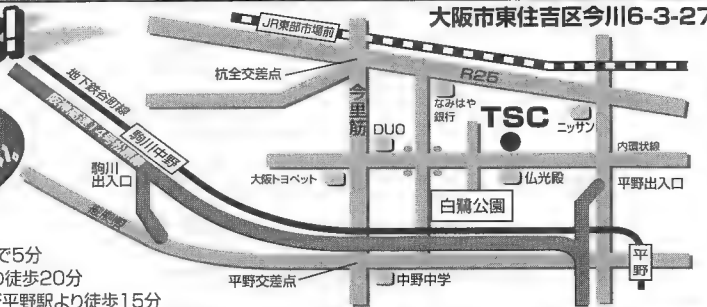 大阪市東住吉区今川6-3-27
JR東部市場前
杭全交差点
R25
地下鉄谷町線
阪神高速14号松原線
駒川中野
今里筋
なみはや
銀行
TSC
ニッサン
DUO
内環状線
駒川
出入口
大阪トヨペット
仏光殿
平野出入口
白鷺公園
平野
で5分
徒歩20分
平野駅より徒歩15分
平野交差点
中野中学